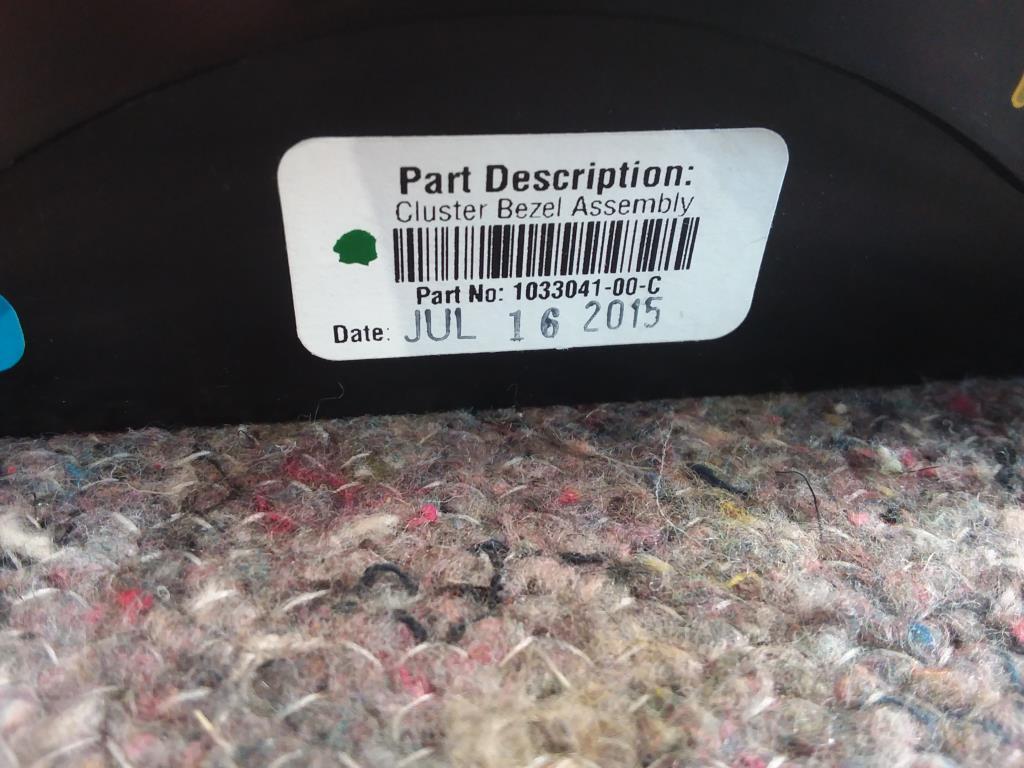 Part Description:
Cluster Bezel Assembly
Part No: 1033041-00-C
Date: JUL 16 2015